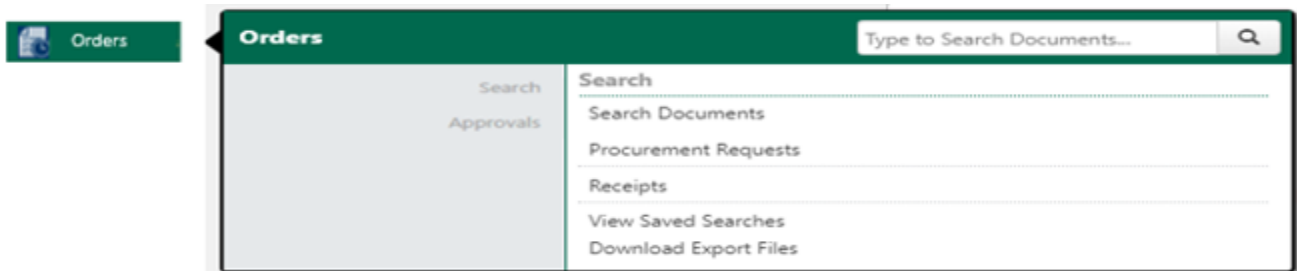 Orders
Orders
Type to Search Documents...
Search
Approvals
Search
Search Documents
Procurement Requests
Receipts
View Saved Searches
Download Export Files